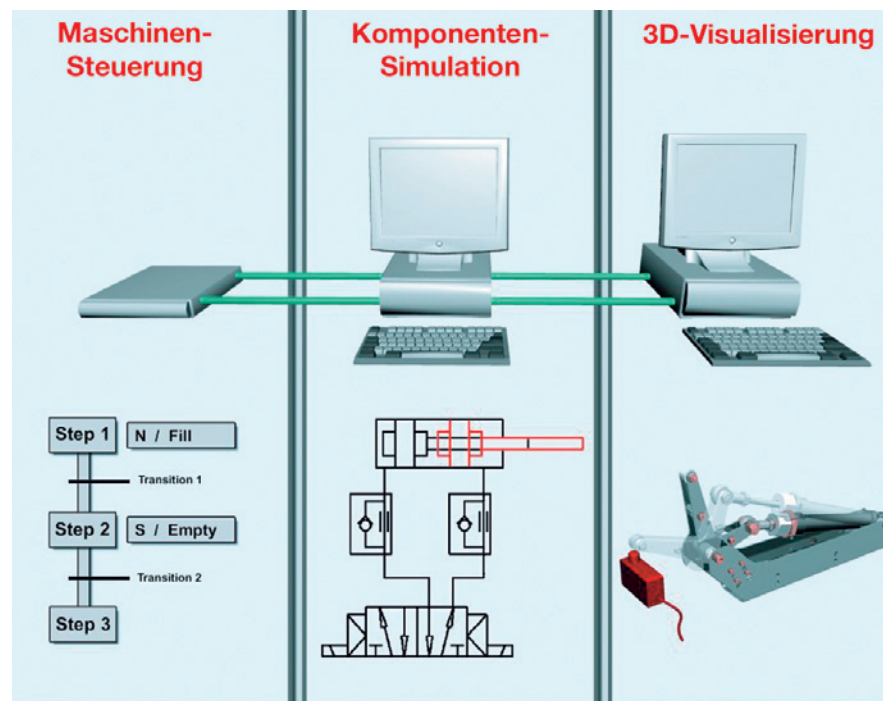 Maschinen-
Steuerung
Komponenten-
Simulation
3D-Visualisierung
Step 1
N / Fill
Transition 1
Step 2
S / Empty
Transition 2
Step 3